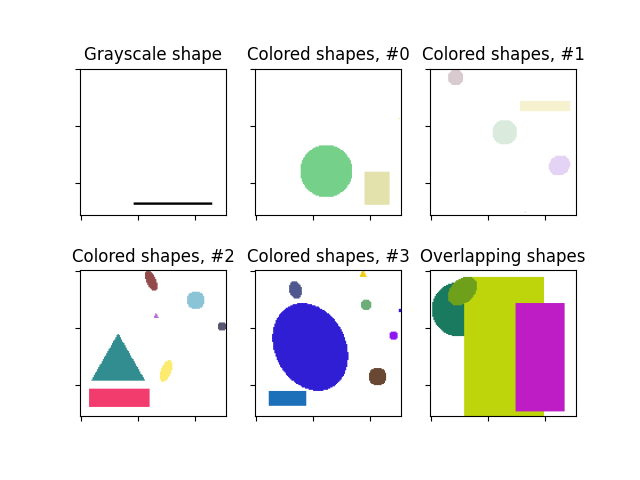 Grayscale shape
Colored shapes, #0
Colored shapes, #1
Colored shapes, #2
Colored shapes, #3
Overlapping shapes